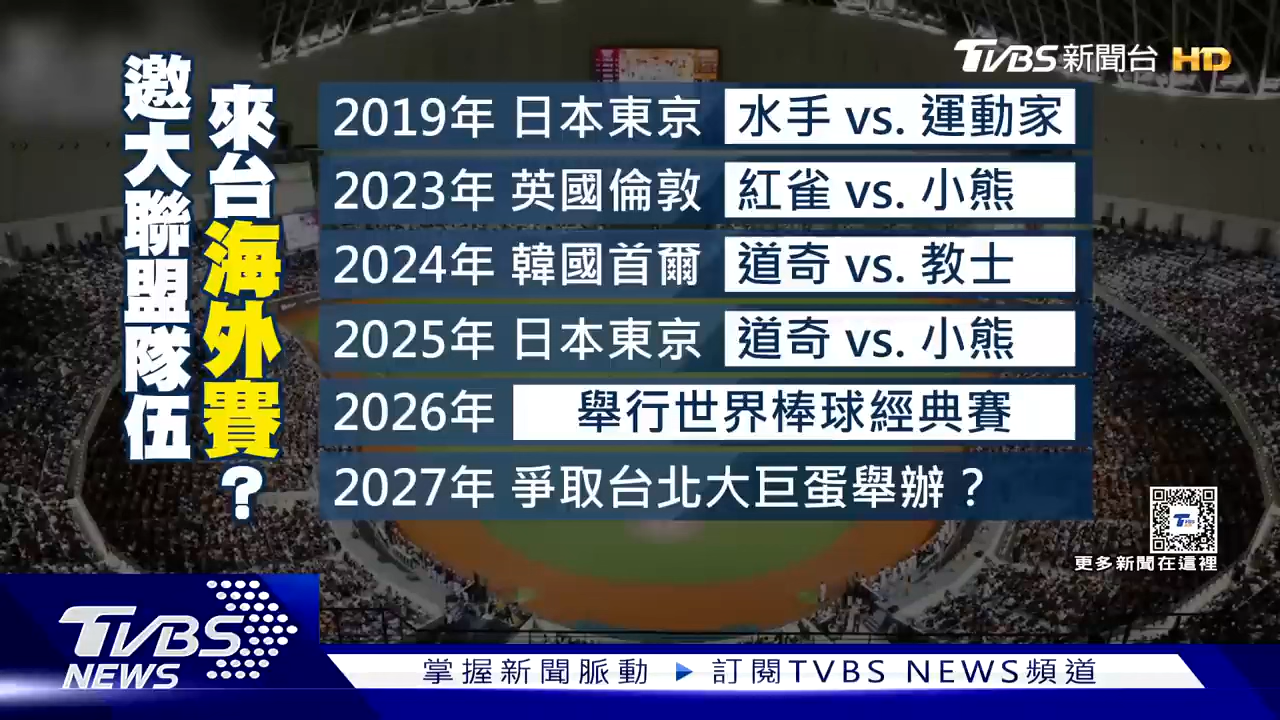 TVBS新聞台 HD
邀大聯盟隊伍
來台海外賽?
2019年 日本東京 水手 vs. 運動家
2023年 英國倫敦 紅雀 vs. 小熊
2024年 韓國首爾 道奇 vs. 教士
2025年 日本東京 道奇 vs. 小熊
2026年 舉行世界棒球經典賽
2027年 爭取台北大巨蛋舉辦？
更多新聞在這裡
TVBS
NEWS
掌握新聞脈動 ▶ 訂閱TVBS NEWS頻道